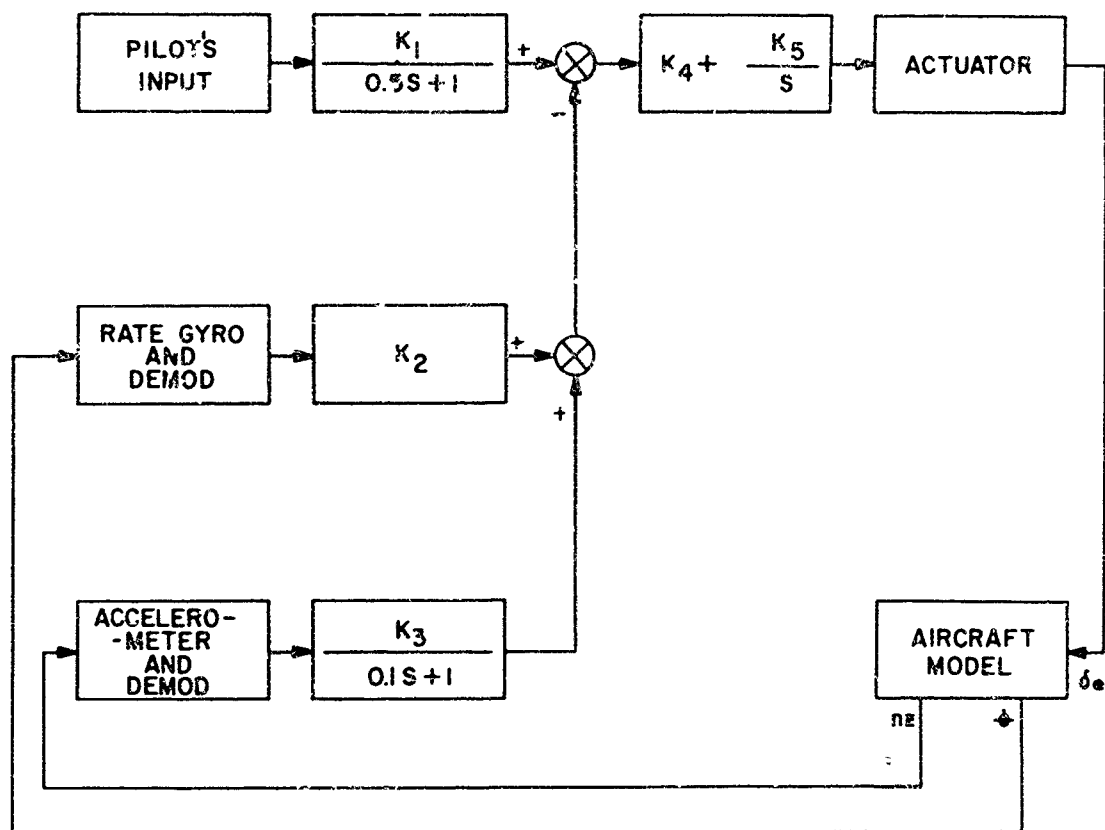 PILOT'S
INPUT
K1
0.5S+1
+
-
K4+
K5
S
ACTUATOR
RATE GYRO
AND
DEMOD
K2
+
+
ACCELERO-
-METER
AND
DEMOD
K3
0.1S+1
AIRCRAFT
MODEL
δe
nz